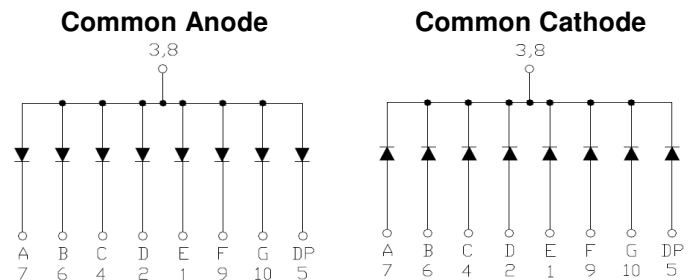 Common Anode
3,8
A B C D E F G DP
7 6 4 2 1 9 10 5
Common Cathode
3,8
A B C D E F G DP
7 6 4 2 1 9 10 5